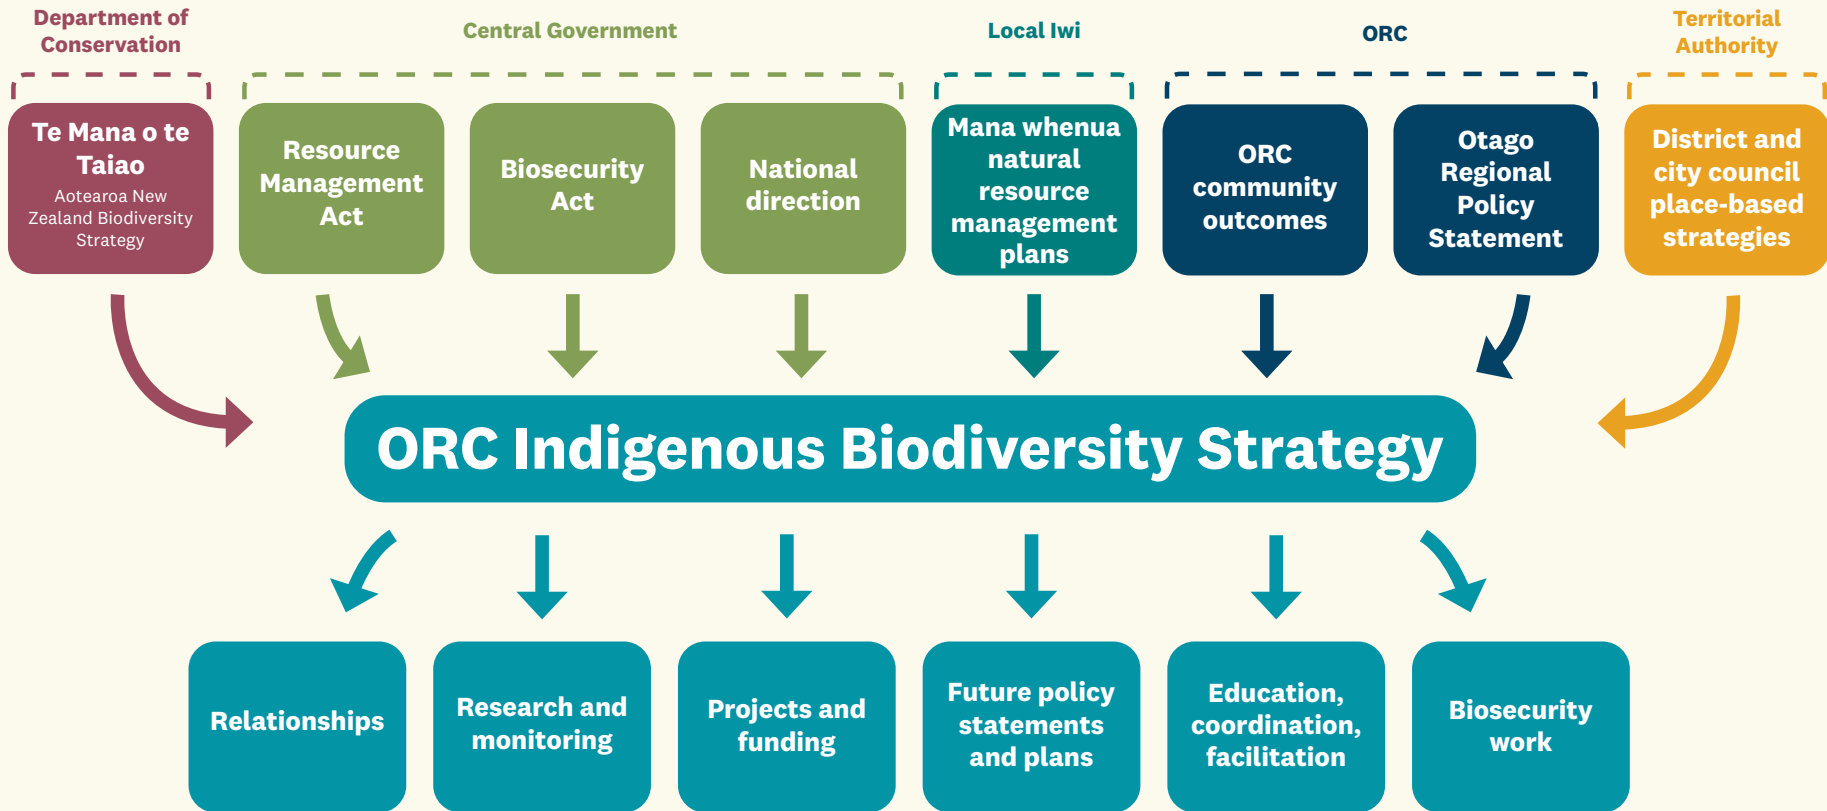 Department of
Conservation
Central Government
Local Iwi
ORC
Territorial
Authority
Te Mana o te
Taiao
Aotearoa New
Zealand Biodiversity
Strategy
Resource
Management
Act
Biosecurity
Act
National
direction
Mana whenua
natural
resource
management
plans
ORC
community
outcomes
Otago
Regional
Policy
Statement
District and
city council
place-based
strategies
ORC Indigenous Biodiversity Strategy
Relationships
Research and
monitoring
Projects and
funding
Future policy
statements
and plans
Education,
coordination,
facilitation
Biosecurity
work